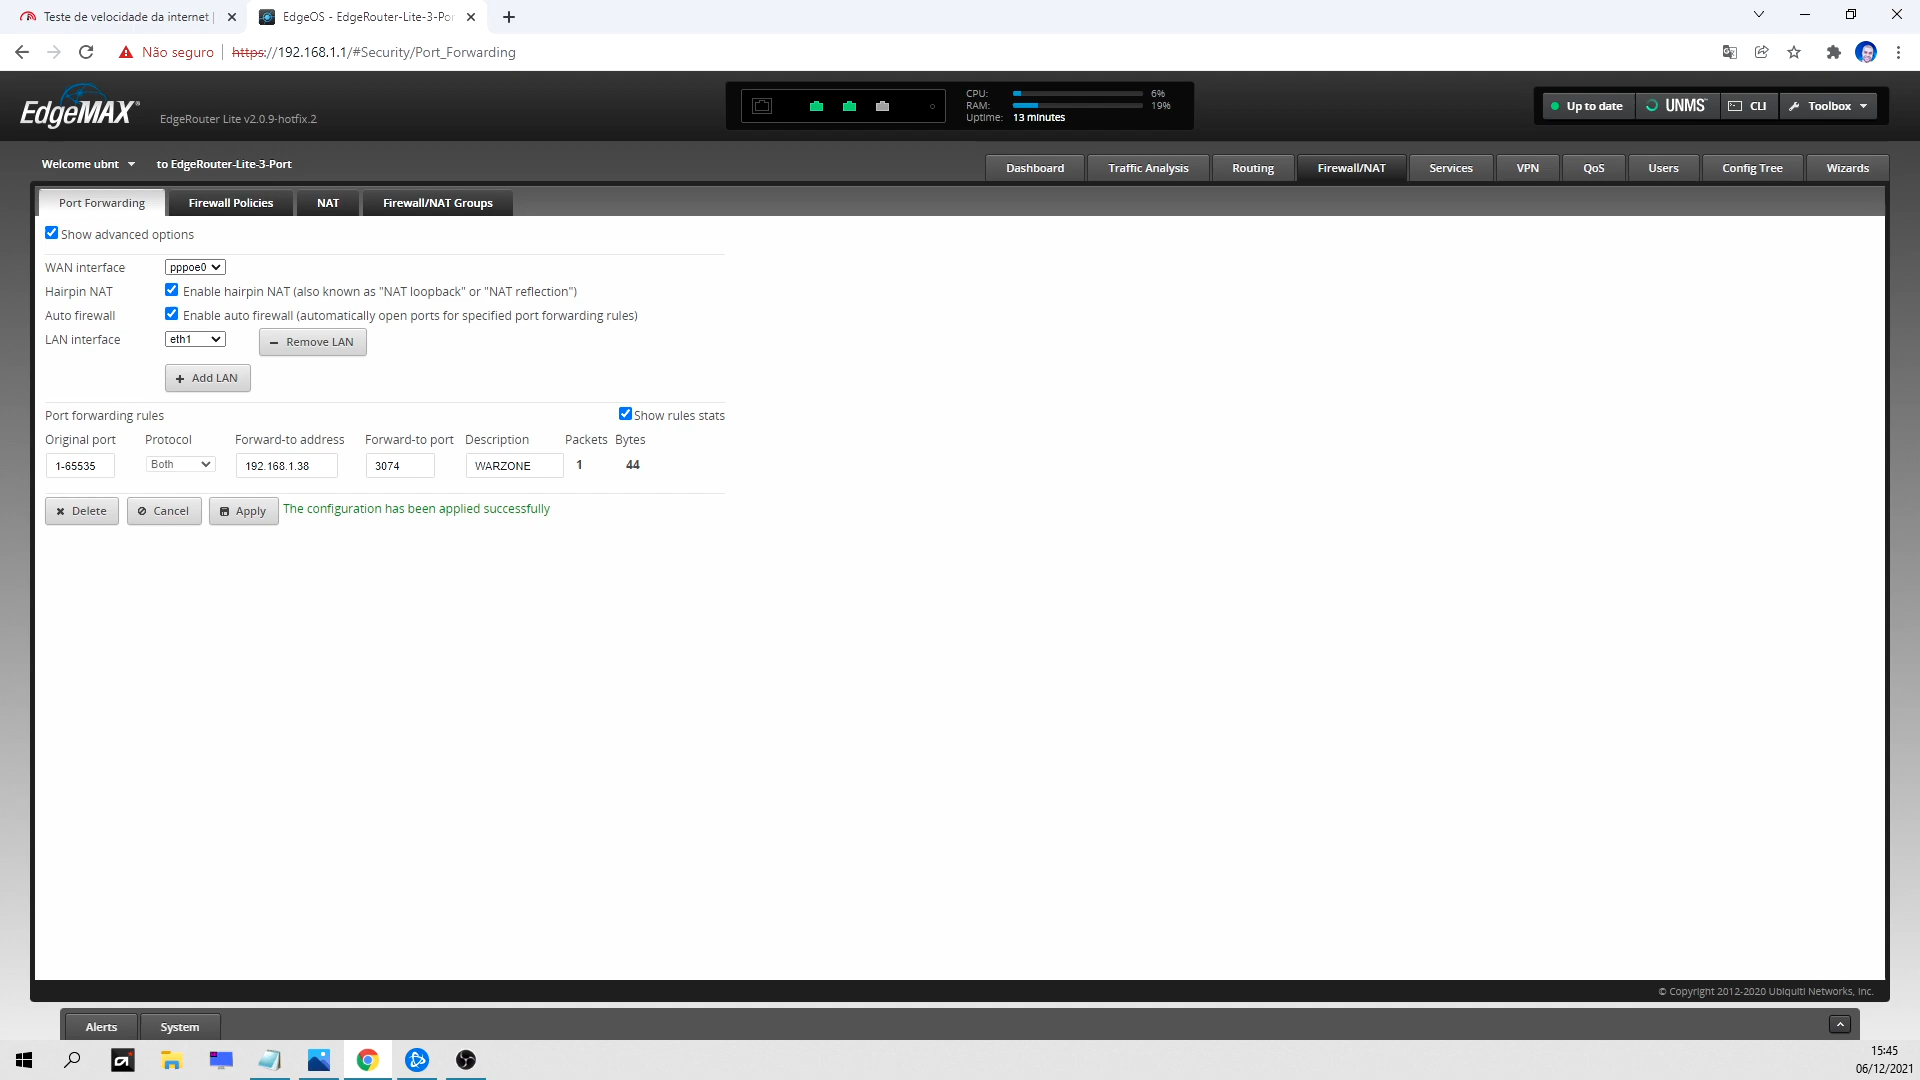 Teste de velocidade da internet |
EdgeOS - EdgeRouter-Lite-3-Por
Não seguro
https://192.168.1.1/#Security/Port_Forwarding
EdgeMAX
EdgeRouter Lite v2.0.9-hotfix.2
CPU: 6%
RAM: 19%
Uptime: 13 minutes
Up to date
UNMS
CLI
Toolbox
Welcome ubnt
to EdgeRouter-Lite-3-Port
Dashboard
Traffic Analysis
Routing
Firewall/NAT
Services
VPN
QoS
Users
Config Tree
Wizards
Port Forwarding
Firewall Policies
NAT
Firewall/NAT Groups
Show advanced options
WAN interface pppoe0
Hairpin NAT Enable hairpin NAT (also known as "NAT loopback" or "NAT reflection")
Auto firewall Enable auto firewall (automatically open ports for specified port forwarding rules)
LAN interface eth1 Remove LAN
Add LAN
Port forwarding rules Show rules stats
Original port Protocol Forward-to address Forward-to port Description Packets Bytes
1-65535 Both 192.168.1.38 3074 WARZONE 1 44
Delete Cancel Apply The configuration has been applied successfully
© Copyright 2012-2020 Ubiquiti Networks, Inc.
Alerts System
15:45
06/12/2021